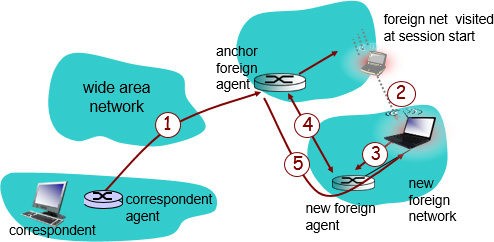 foreign net visited
at session start
anchor
foreign
agent
wide area
network
2
1
4
5
3
correspondent
agent
correspondent
new foreign
agent
new
foreign
network